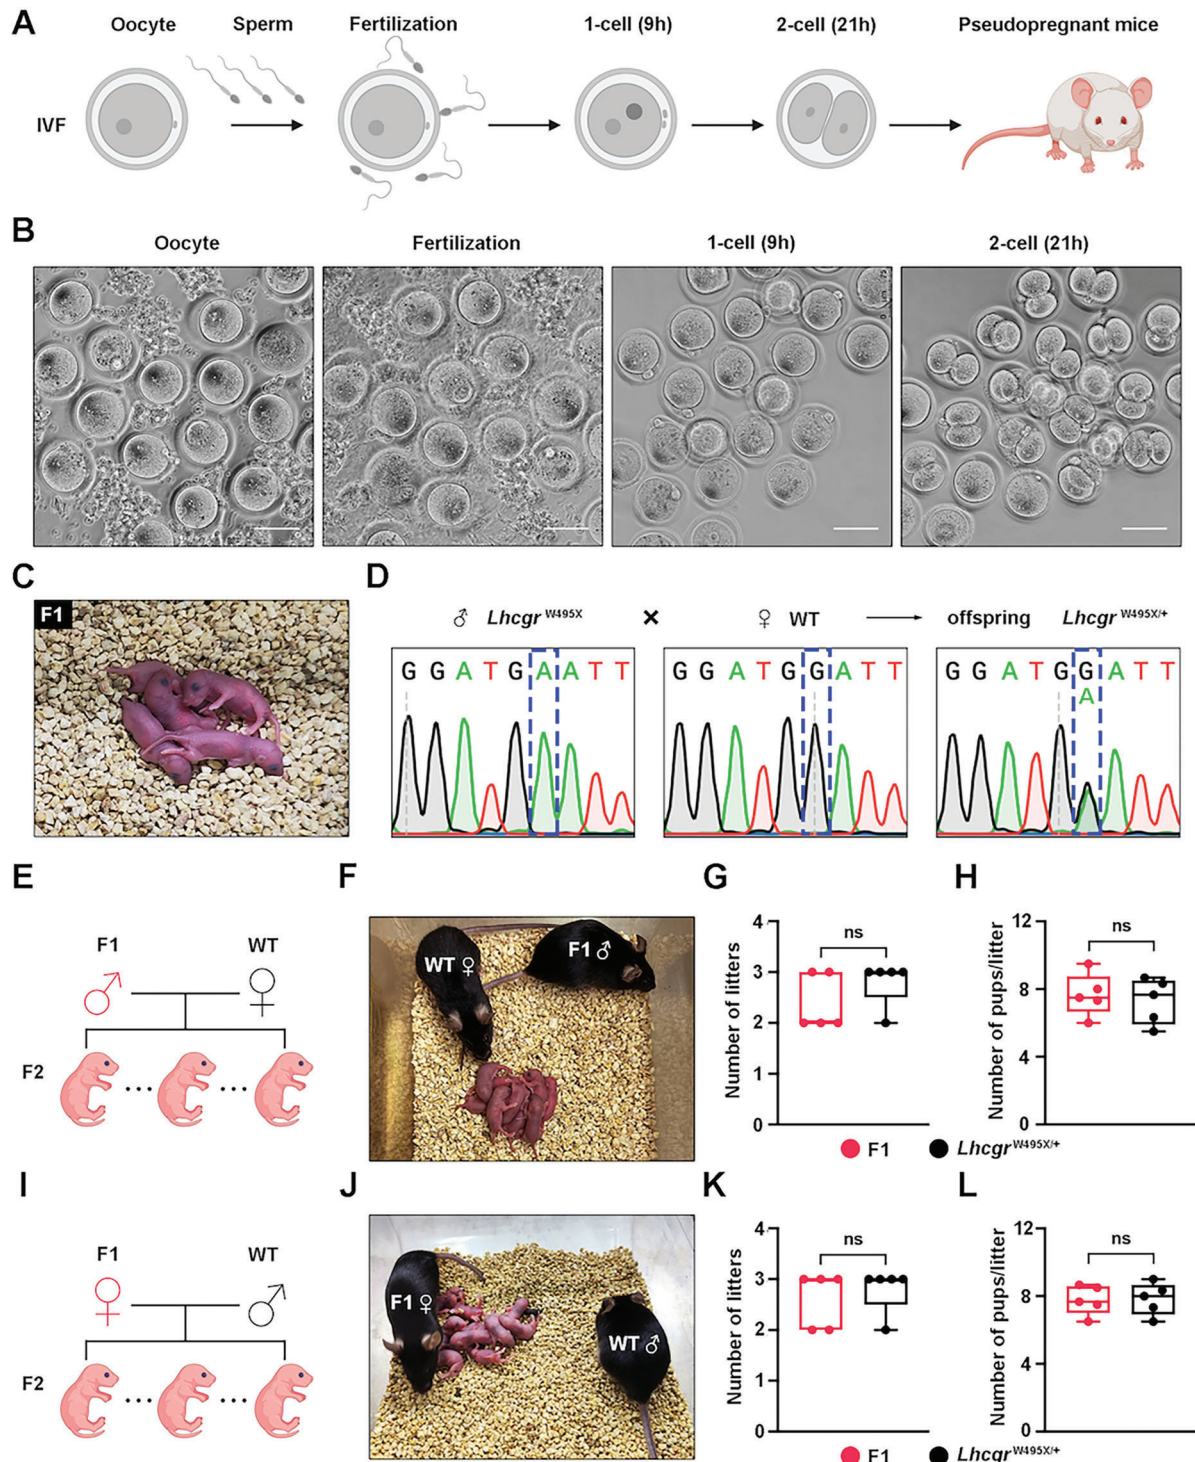 A
Oocyte Sperm Fertilization 1-cell (9h) 2-cell (21h) Pseudopregnant mice
IVF
B
Oocyte Fertilization 1-cell (9h) 2-cell (21h)
C D
F1
♂ Lhcgr W495X × ♀ WT offspring Lhcgr W495X/+
G G A T G A A T T G G A T G G A T T G G A T G G A T T
A
E F G H
F1 WT
F2
WT ♀ F1 ♂
Number of litters
4
3
2
1
0
ns
Number of pups/litter
12
8
4
0
ns
F1 Lhcgr W495X/+
I J K L
F1 WT
F2
F1 ♀ WT ♂
Number of litters
4
3
2
1
0
ns
Number of pups/litter
12
8
4
0
ns
F1 Lhcgr W495X/+